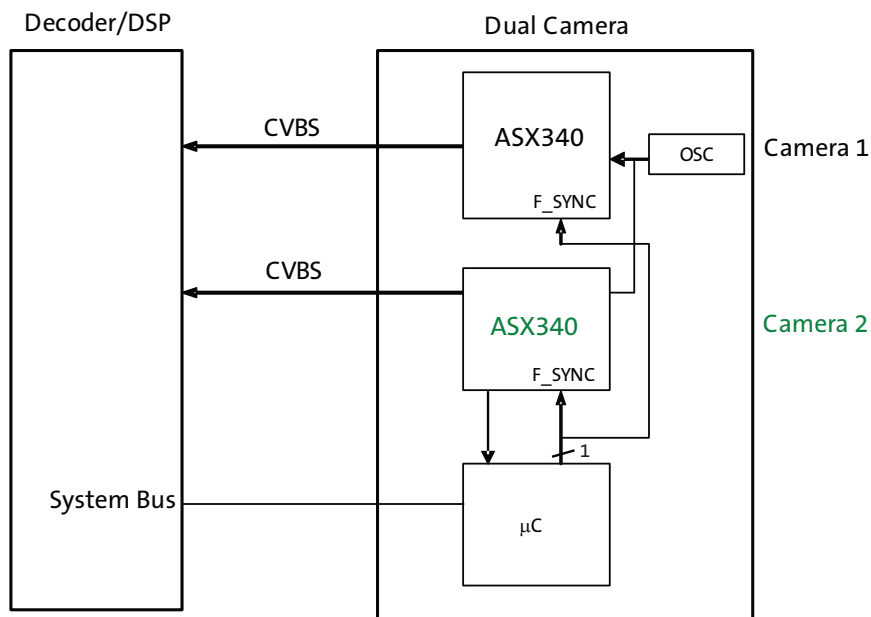 Decoder/DSP
Dual Camera
CVBS
ASX340
OSC
Camera 1
F_SYNC
CVBS
ASX340
Camera 2
F_SYNC
1
System Bus
μC